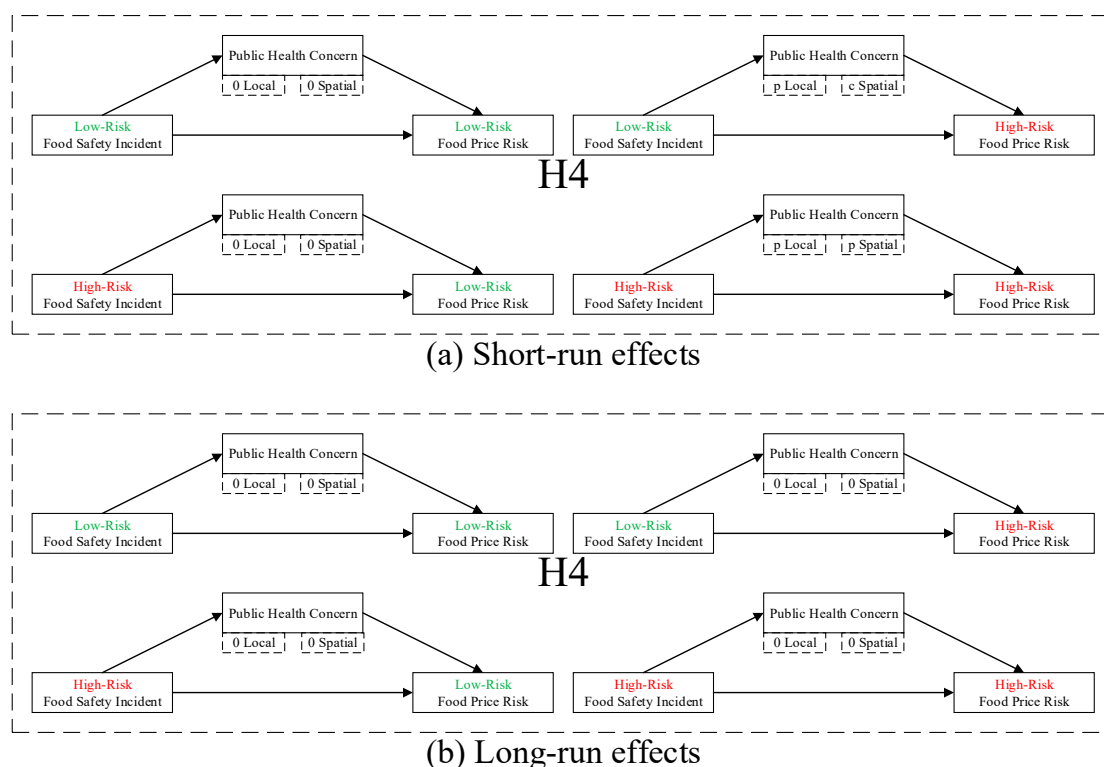 Public Health Concern
0 Local 0 Spatial
Low-Risk
Food Safety Incident
Low-Risk
Food Price Risk
Public Health Concern
p Local c Spatial
Low-Risk
Food Safety Incident
High-Risk
Food Price Risk
H4
Public Health Concern
0 Local 0 Spatial
High-Risk
Food Safety Incident
Low-Risk
Food Price Risk
Public Health Concern
p Local p Spatial
High-Risk
Food Safety Incident
High-Risk
Food Price Risk
(a) Short-run effects
Public Health Concern
0 Local 0 Spatial
Low-Risk
Food Safety Incident
Low-Risk
Food Price Risk
Public Health Concern
0 Local 0 Spatial
Low-Risk
Food Safety Incident
High-Risk
Food Price Risk
H4
Public Health Concern
0 Local 0 Spatial
High-Risk
Food Safety Incident
Low-Risk
Food Price Risk
Public Health Concern
0 Local 0 Spatial
High-Risk
Food Safety Incident
High-Risk
Food Price Risk
(b) Long-run effects